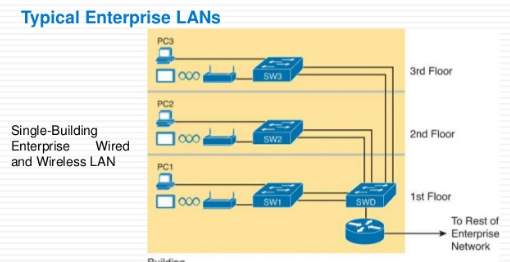 Typical Enterprise LANs
PC3
SW3
3rd Floor
PC2
SW2
2nd Floor
Single-Building
Enterprise Wired
and Wireless LAN
PC1
SW1
SWD
1st Floor
To Rest of
Enterprise
Network
Building